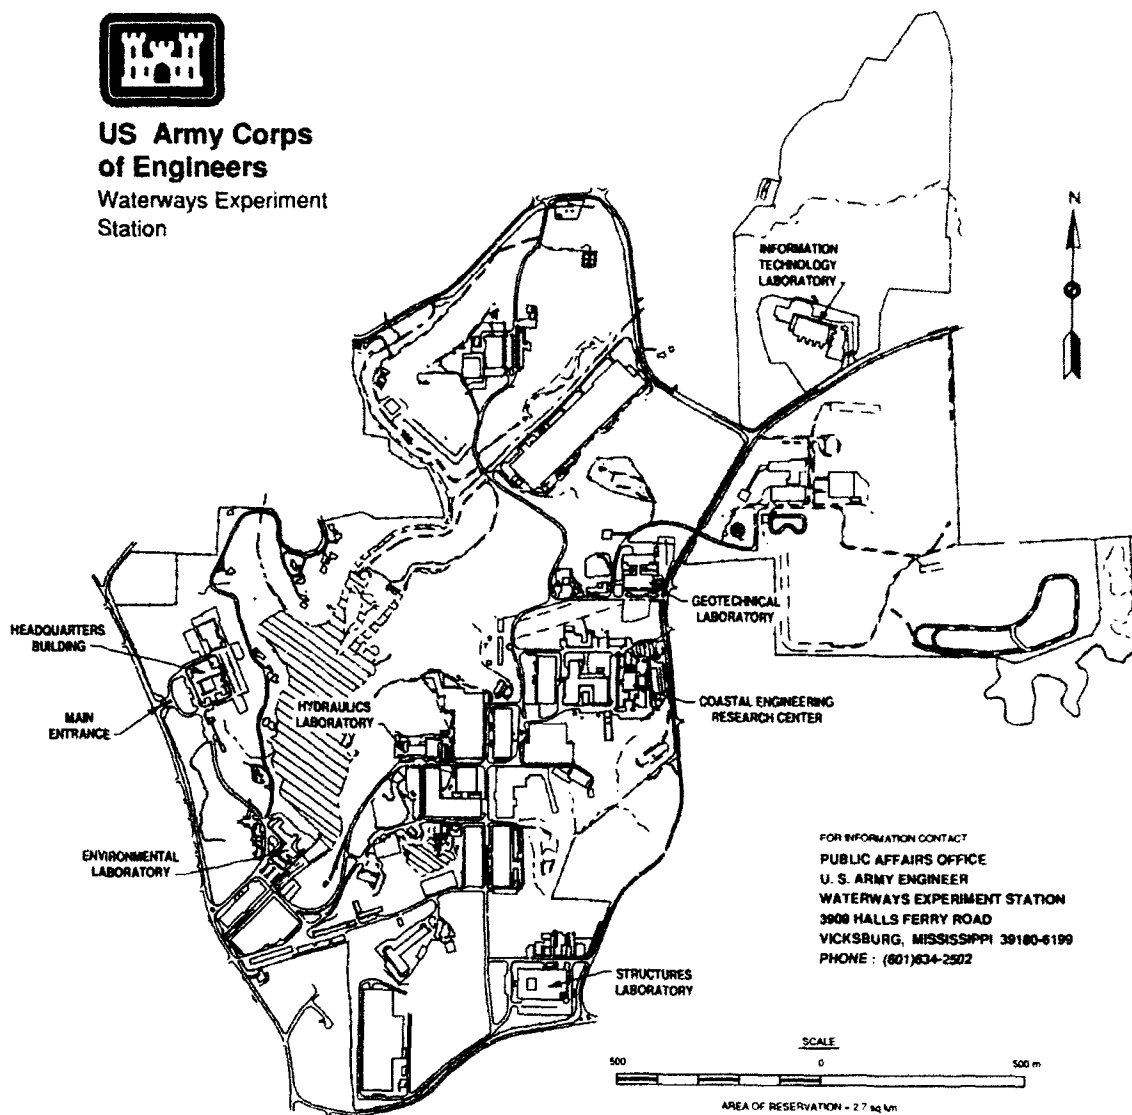 US Army Corps
of Engineers
Waterways Experiment
Station
N
INFORMATION
TECHNOLOGY
LABORATORY
HEADQUARTERS
BUILDING
GEOTECHNICAL
LABORATORY
MAIN
ENTRANCE
HYDRAULICS
LABORATORY
COASTAL ENGINEERING
RESEARCH CENTER
ENVIRONMENTAL
LABORATORY
STRUCTURES
LABORATORY
FOR INFORMATION CONTACT
PUBLIC AFFAIRS OFFICE
U. S. ARMY ENGINEER
WATERWAYS EXPERIMENT STATION
3909 HALLS FERRY ROAD
VICKSBURG, MISSISSIPPI 39180-6199
PHONE : (601)634-2502
SCALE
500 0 500 m
AREA OF RESERVATION = 2.7 sq km